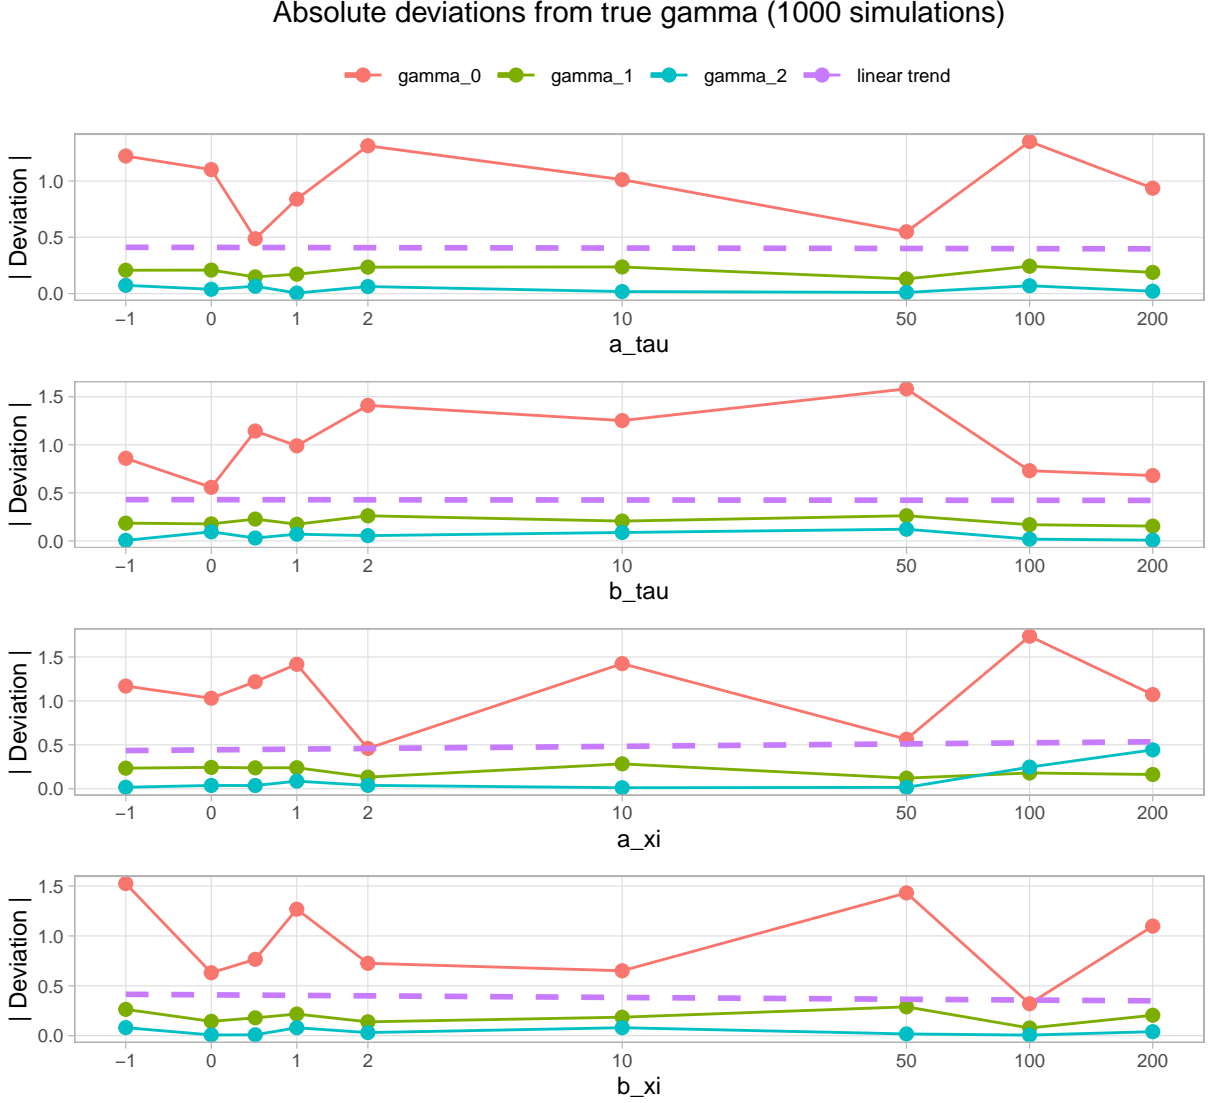 Absolute deviations from true gamma (1000 simulations)
gamma_0 gamma_1 gamma_2 linear trend
| Deviation |
1.0
0.5
0.0
−1 0 1 2 10 50 100 200
a_tau
| Deviation |
1.5
1.0
0.5
0.0
−1 0 1 2 10 50 100 200
b_tau
| Deviation |
1.5
1.0
0.5
0.0
−1 0 1 2 10 50 100 200
a_xi
| Deviation |
1.5
1.0
0.5
0.0
−1 0 1 2 10 50 100 200
b_xi